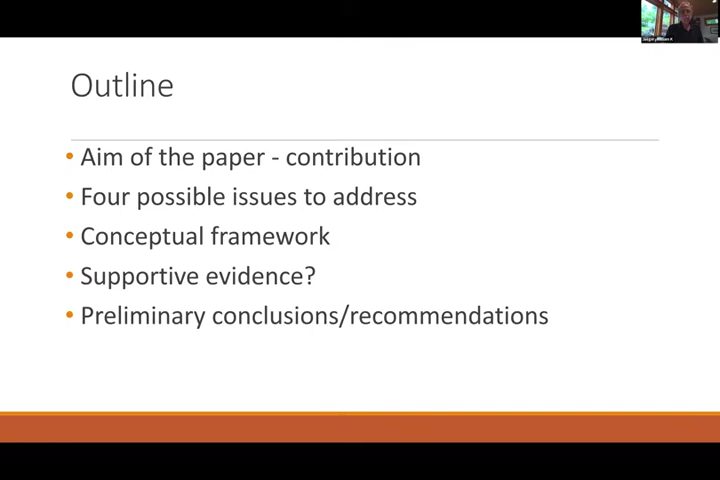 Outline
• Aim of the paper - contribution
• Four possible issues to address
• Conceptual framework
• Supportive evidence?
• Preliminary conclusions/recommendations